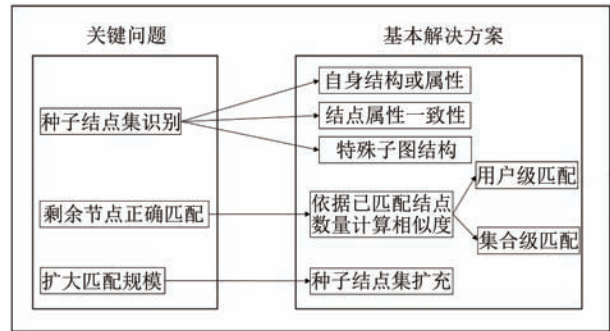 关键问题
基本解决方案
种子结点集识别
自身结构或属性
结点属性一致性
特殊子图结构
剩余节点正确匹配
依据已匹配结点
数量计算相似度
用户级匹配
集合级匹配
扩大匹配规模
种子结点集扩充